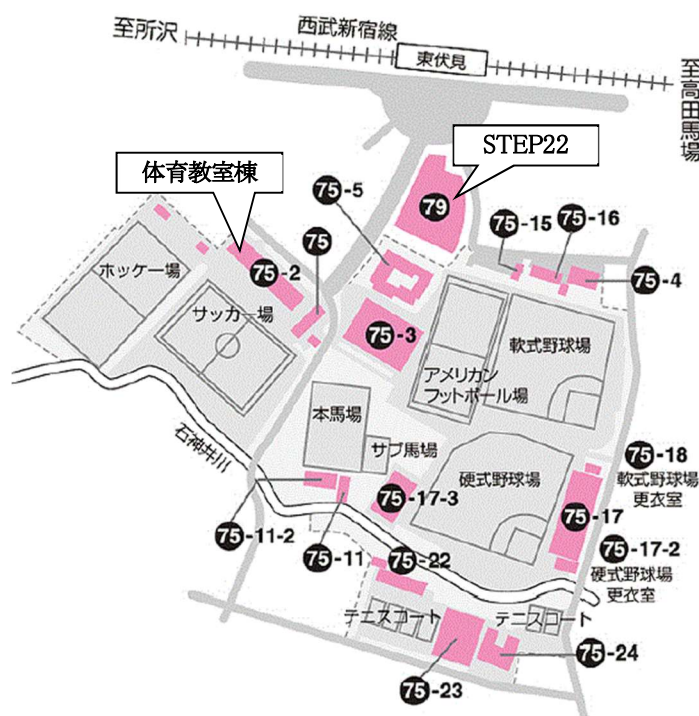 至所沢
西武新宿線
東伏見
至高田馬場
STEP22
体育教室棟
79
75-5
75
75-15
75-16
75-4
75-2
ホッケー場
サッカー場
75-3
軟式野球場
アメリカン
フットボール場
本馬場
サブ馬場
石神井川
硬式野球場
75-18
軟式野球場
更衣室
75-17-3
75-17
75-11-2
75-11
75-22
75-17-2
硬式野球場
更衣室
テニスコート
テニスコート
75-24
75-23